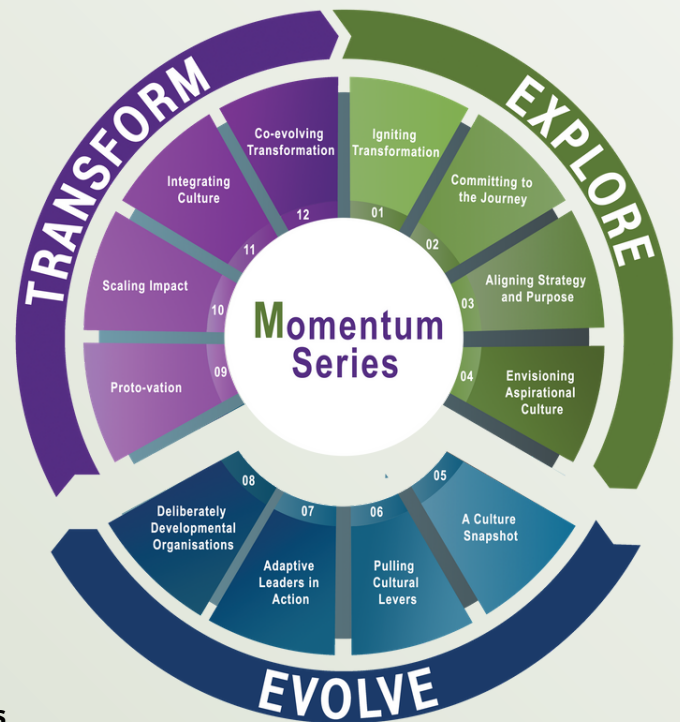 TRANSFORM
EXPLORE
EVOLVE
Momentum
Series
Igniting
Transformation
01
Committing to
the Journey
02
Aligning Strategy
and Purpose
03
Envisioning
Aspirational
Culture
04
A Culture
Snapshot
05
Pulling
Cultural
Levers
06
Adaptive
Leaders in
Action
07
Deliberately
Developmental
Organisations
08
Proto-vation
09
Scaling Impact
10
Integrating
Culture
11
Co-evolving
Transformation
12
s